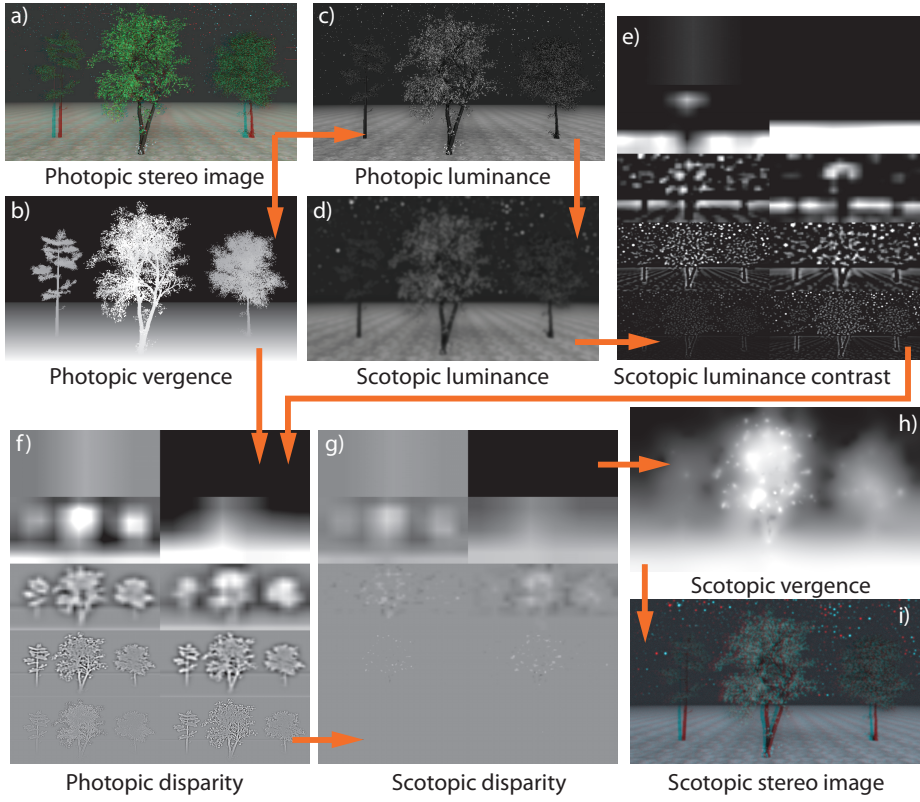 a)
Photopic stereo image
c)
Photopic luminance
e)
Scotopic luminance contrast
b)
Photopic vergence
d)
Scotopic luminance
f)
Photopic disparity
g)
Scotopic disparity
h)
Scotopic vergence
i)
Scotopic stereo image